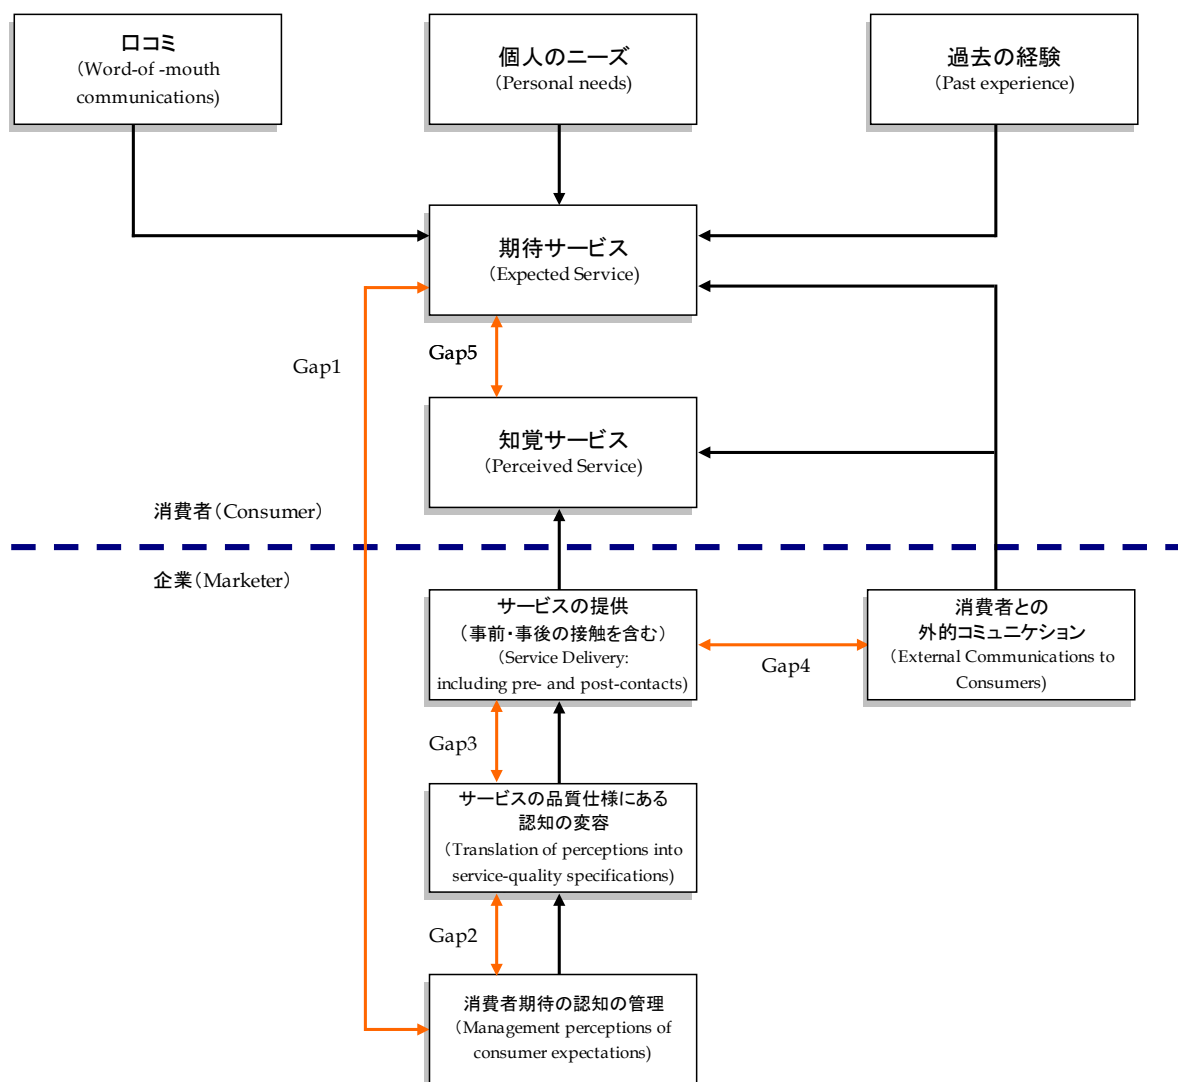 口コミ
（Word-of -mouth
communications)
個人のニーズ
（Personal needs)
過去の経験
（Past experience)
期待サービス
（Expected Service)
Gap1
Gap5
知覚サービス
（Perceived Service)
消費者（Consumer）
企業（Marketer）
サービスの提供
（事前・事後の接触を含む）
（Service Delivery:
including pre- and post-contacts)
Gap4
消費者との
外的コミュニケション
（External Communications to
Consumers)
Gap3
サービスの品質仕様にある
認知の変容
（Translation of perceptions into
service-quality specifications)
Gap2
消費者期待の認知の管理
（Management perceptions of
consumer expectations)